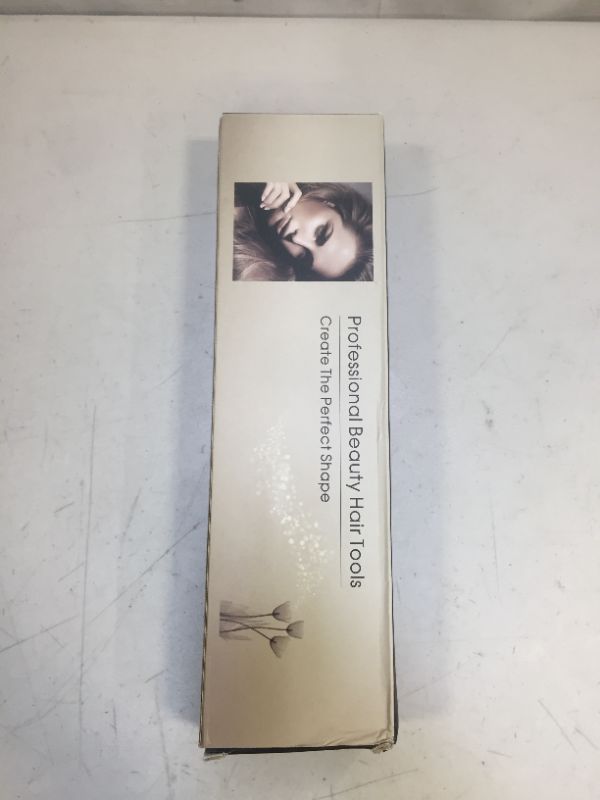 Professional Beauty Hair Tools
Create The Perfect Shape